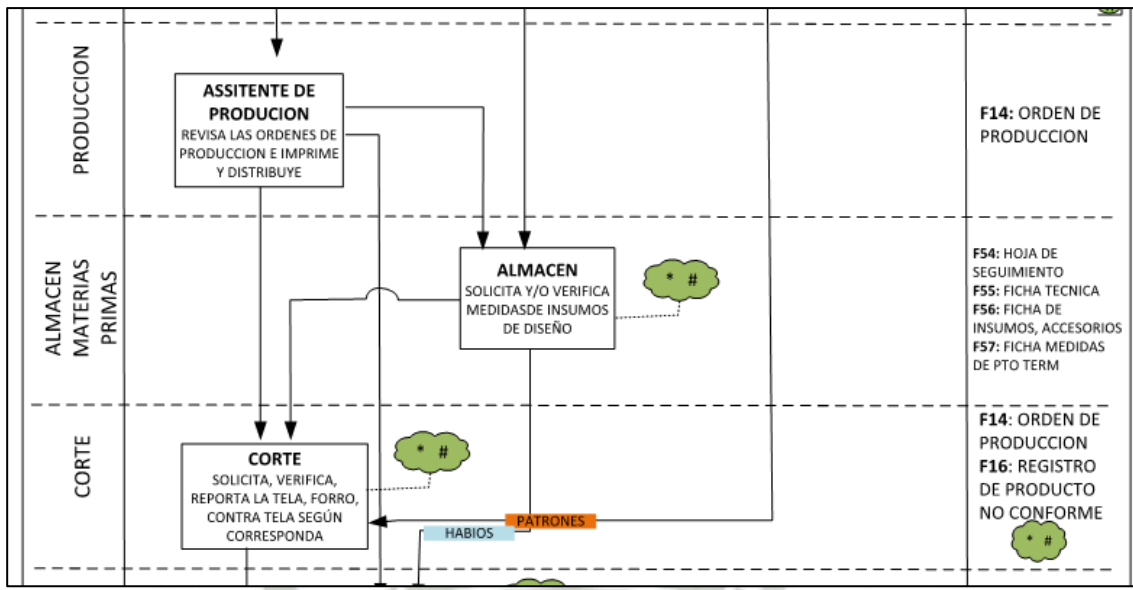 PRODUCCION
ASSITENTE DE
PRODUCION
REVISA LAS ORDENES DE
PRODUCCION E IMPRIME
Y DISTRIBUYE
F14: ORDEN DE
PRODUCCION
ALMACEN
MATERIAS
PRIMAS
ALMACEN
SOLICITA Y/O VERIFICA
MEDIDASDE INSUMOS
DE DISEÑO
* #
F54: HOJA DE
SEGUIMIENTO
F55: FICHA TECNICA
F56: FICHA DE
INSUMOS, ACCESORIOS
F57: FICHA MEDIDAS
DE PTO TERM
CORTE
CORTE
SOLICITA, VERIFICA,
REPORTA LA TELA, FORRO,
CONTRA TELA SEGÚN
CORRESPONDA
* #
PATRONES
HABIOS
F14: ORDEN DE
PRODUCCION
F16: REGISTRO
DE PRODUCTO
NO CONFORME
* #